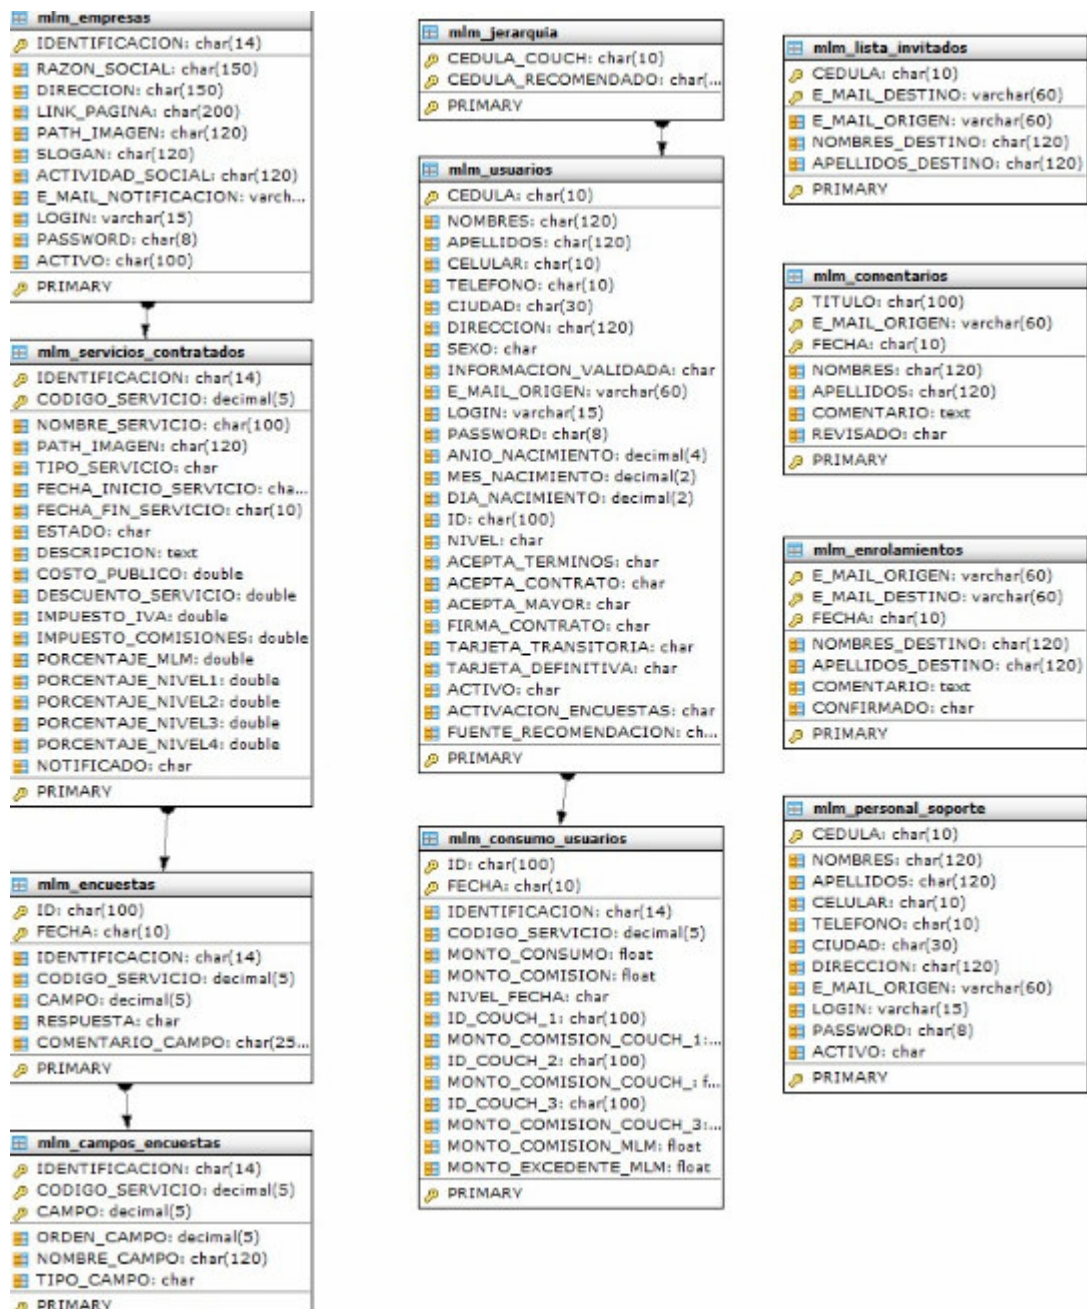 mlm_empresas
IDENTIFICACION: char(14)
RAZON_SOCIAL: char(150)
DIRECCION: char(150)
LINK_PAGINA: char(200)
PATH_IMAGEN: char(120)
SLOGAN: char(120)
ACTIVIDAD_SOCIAL: char(120)
E_MAIL_NOTIFICACION: varch...
LOGIN: varchar(15)
PASSWORD: char(8)
ACTIVO: char(100)
PRIMARY
mlm_servicios_contratados
IDENTIFICACION: char(14)
CODIGO_SERVICIO: decimal(5)
NOMBRE_SERVICIO: char(100)
PATH_IMAGEN: char(120)
TIPO_SERVICIO: char
FECHA_INICIO_SERVICIO: cha...
FECHA_FIN_SERVICIO: char(10)
ESTADO: char
DESCRIPCION: text
COSTO_PUBLICO: double
DESCUENTO_SERVICIO: double
IMPUESTO_IVA: double
IMPUESTO_COMISIONES: double
PORCENTAJE_MLM: double
PORCENTAJE_NIVEL1: double
PORCENTAJE_NIVEL2: double
PORCENTAJE_NIVEL3: double
PORCENTAJE_NIVEL4: double
NOTIFICADO: char
PRIMARY
mlm_encuestas
ID: char(100)
FECHA: char(10)
IDENTIFICACION: char(14)
CODIGO_SERVICIO: decimal(5)
CAMPO: decimal(5)
RESPUESTA: char
COMENTARIO_CAMPO: char(25...
PRIMARY
mlm_campos_encuestas
IDENTIFICACION: char(14)
CODIGO_SERVICIO: decimal(5)
CAMPO: decimal(5)
ORDEN_CAMPO: decimal(5)
NOMBRE_CAMPO: char(120)
TIPO_CAMPO: char
PRIMARY
mlm_jerarquia
CEDULA_COUCH: char(10)
CEDULA_RECOMENDADO: char(...
PRIMARY
mlm_usuarios
CEDULA: char(10)
NOMBRES: char(120)
APELLIDOS: char(120)
CELULAR: char(10)
TELEFONO: char(10)
CIUDAD: char(30)
DIRECCION: char(120)
SEXO: char
INFORMACION_VALIDADA: char
E_MAIL_ORIGEN: varchar(60)
LOGIN: varchar(15)
PASSWORD: char(8)
ANIO_NACIMIENTO: decimal(4)
MES_NACIMIENTO: decimal(2)
DIA_NACIMIENTO: decimal(2)
ID: char(100)
NIVEL: char
ACEPTA_TERMINOS: char
ACEPTA_CONTRATO: char
ACEPTA_MAYOR: char
FIRMA_CONTRATO: char
TARJETA_TRANSITORIA: char
TARJETA_DEFINITIVA: char
ACTIVO: char
ACTIVACION_ENCUESTAS: char
FUENTE_RECOMENDACION: ch...
PRIMARY
mlm_consumo_usuarios
ID: char(100)
FECHA: char(10)
IDENTIFICACION: char(14)
CODIGO_SERVICIO: decimal(5)
MONTO_CONSUMO: float
MONTO_COMISION: float
NIVEL_FECHA: char
ID_COUCH_1: char(100)
MONTO_COMISION_COUCH_1:...
ID_COUCH_2: char(100)
MONTO_COMISION_COUCH_: f...
ID_COUCH_3: char(100)
MONTO_COMISION_COUCH_3:...
MONTO_COMISION_MLM: float
MONTO_EXCEDENTE_MLM: float
PRIMARY
mlm_lista_invitados
CEDULA: char(10)
E_MAIL_DESTINO: varchar(60)
E_MAIL_ORIGEN: varchar(60)
NOMBRES_DESTINO: char(120)
APELLIDOS_DESTINO: char(120)
PRIMARY
mlm_comentarios
TITULO: char(100)
E_MAIL_ORIGEN: varchar(60)
FECHA: char(10)
NOMBRES: char(120)
APELLIDOS: char(120)
COMENTARIO: text
REVISADO: char
PRIMARY
mlm_enrolamientos
E_MAIL_ORIGEN: varchar(60)
E_MAIL_DESTINO: varchar(60)
FECHA: char(10)
NOMBRES_DESTINO: char(120)
APELLIDOS_DESTINO: char(120)
COMENTARIO: text
CONFIRMADO: char
PRIMARY
mlm_personal_soporte
CEDULA: char(10)
NOMBRES: char(120)
APELLIDOS: char(120)
CELULAR: char(10)
TELEFONO: char(10)
CIUDAD: char(30)
DIRECCION: char(120)
E_MAIL_ORIGEN: varchar(60)
LOGIN: varchar(15)
PASSWORD: char(8)
ACTIVO: char
PRIMARY